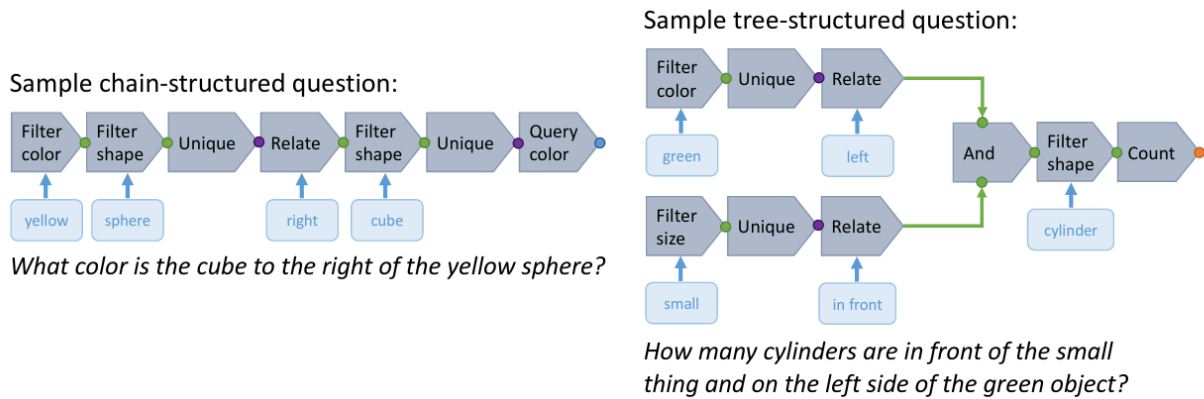 Sample chain-structured question:
Filter color
Filter shape
Unique
Relate
Filter shape
Unique
Query color
yellow
sphere
right
cube
What color is the cube to the right of the yellow sphere?
Sample tree-structured question:
Filter color
Unique
Relate
green
left
And
Filter shape
Count
cylinder
Filter size
Unique
Relate
small
in front
How many cylinders are in front of the small
thing and on the left side of the green object?